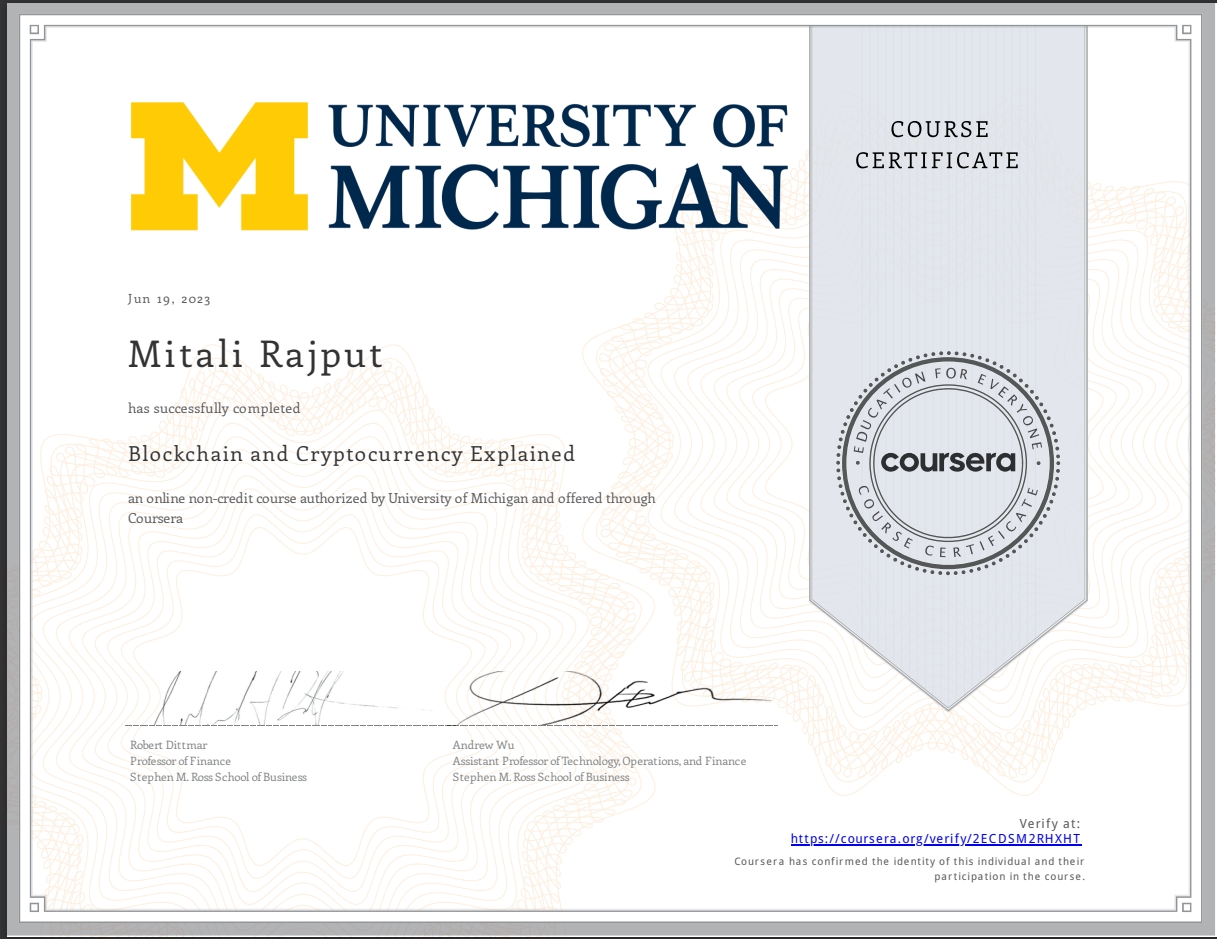 UNIVERSITY OF
MICHIGAN
COURSE
CERTIFICATE
Jun 19, 2023
Mitali Rajput
has successfully completed
Blockchain and Cryptocurrency Explained
an online non-credit course authorized by University of Michigan and offered through
Coursera
EDUCATION FOR EVERYONE
coursera
COURSE CERTIFICATE
Robert Dittmar
Professor of Finance
Stephen M. Ross School of Business
Andrew Wu
Assistant Professor of Technology, Operations, and Finance
Stephen M. Ross School of Business
Verify at:
https://coursera.org/verify/2ECDSM2RHXHT
Coursera has confirmed the identity of this individual and their
participation in the course.